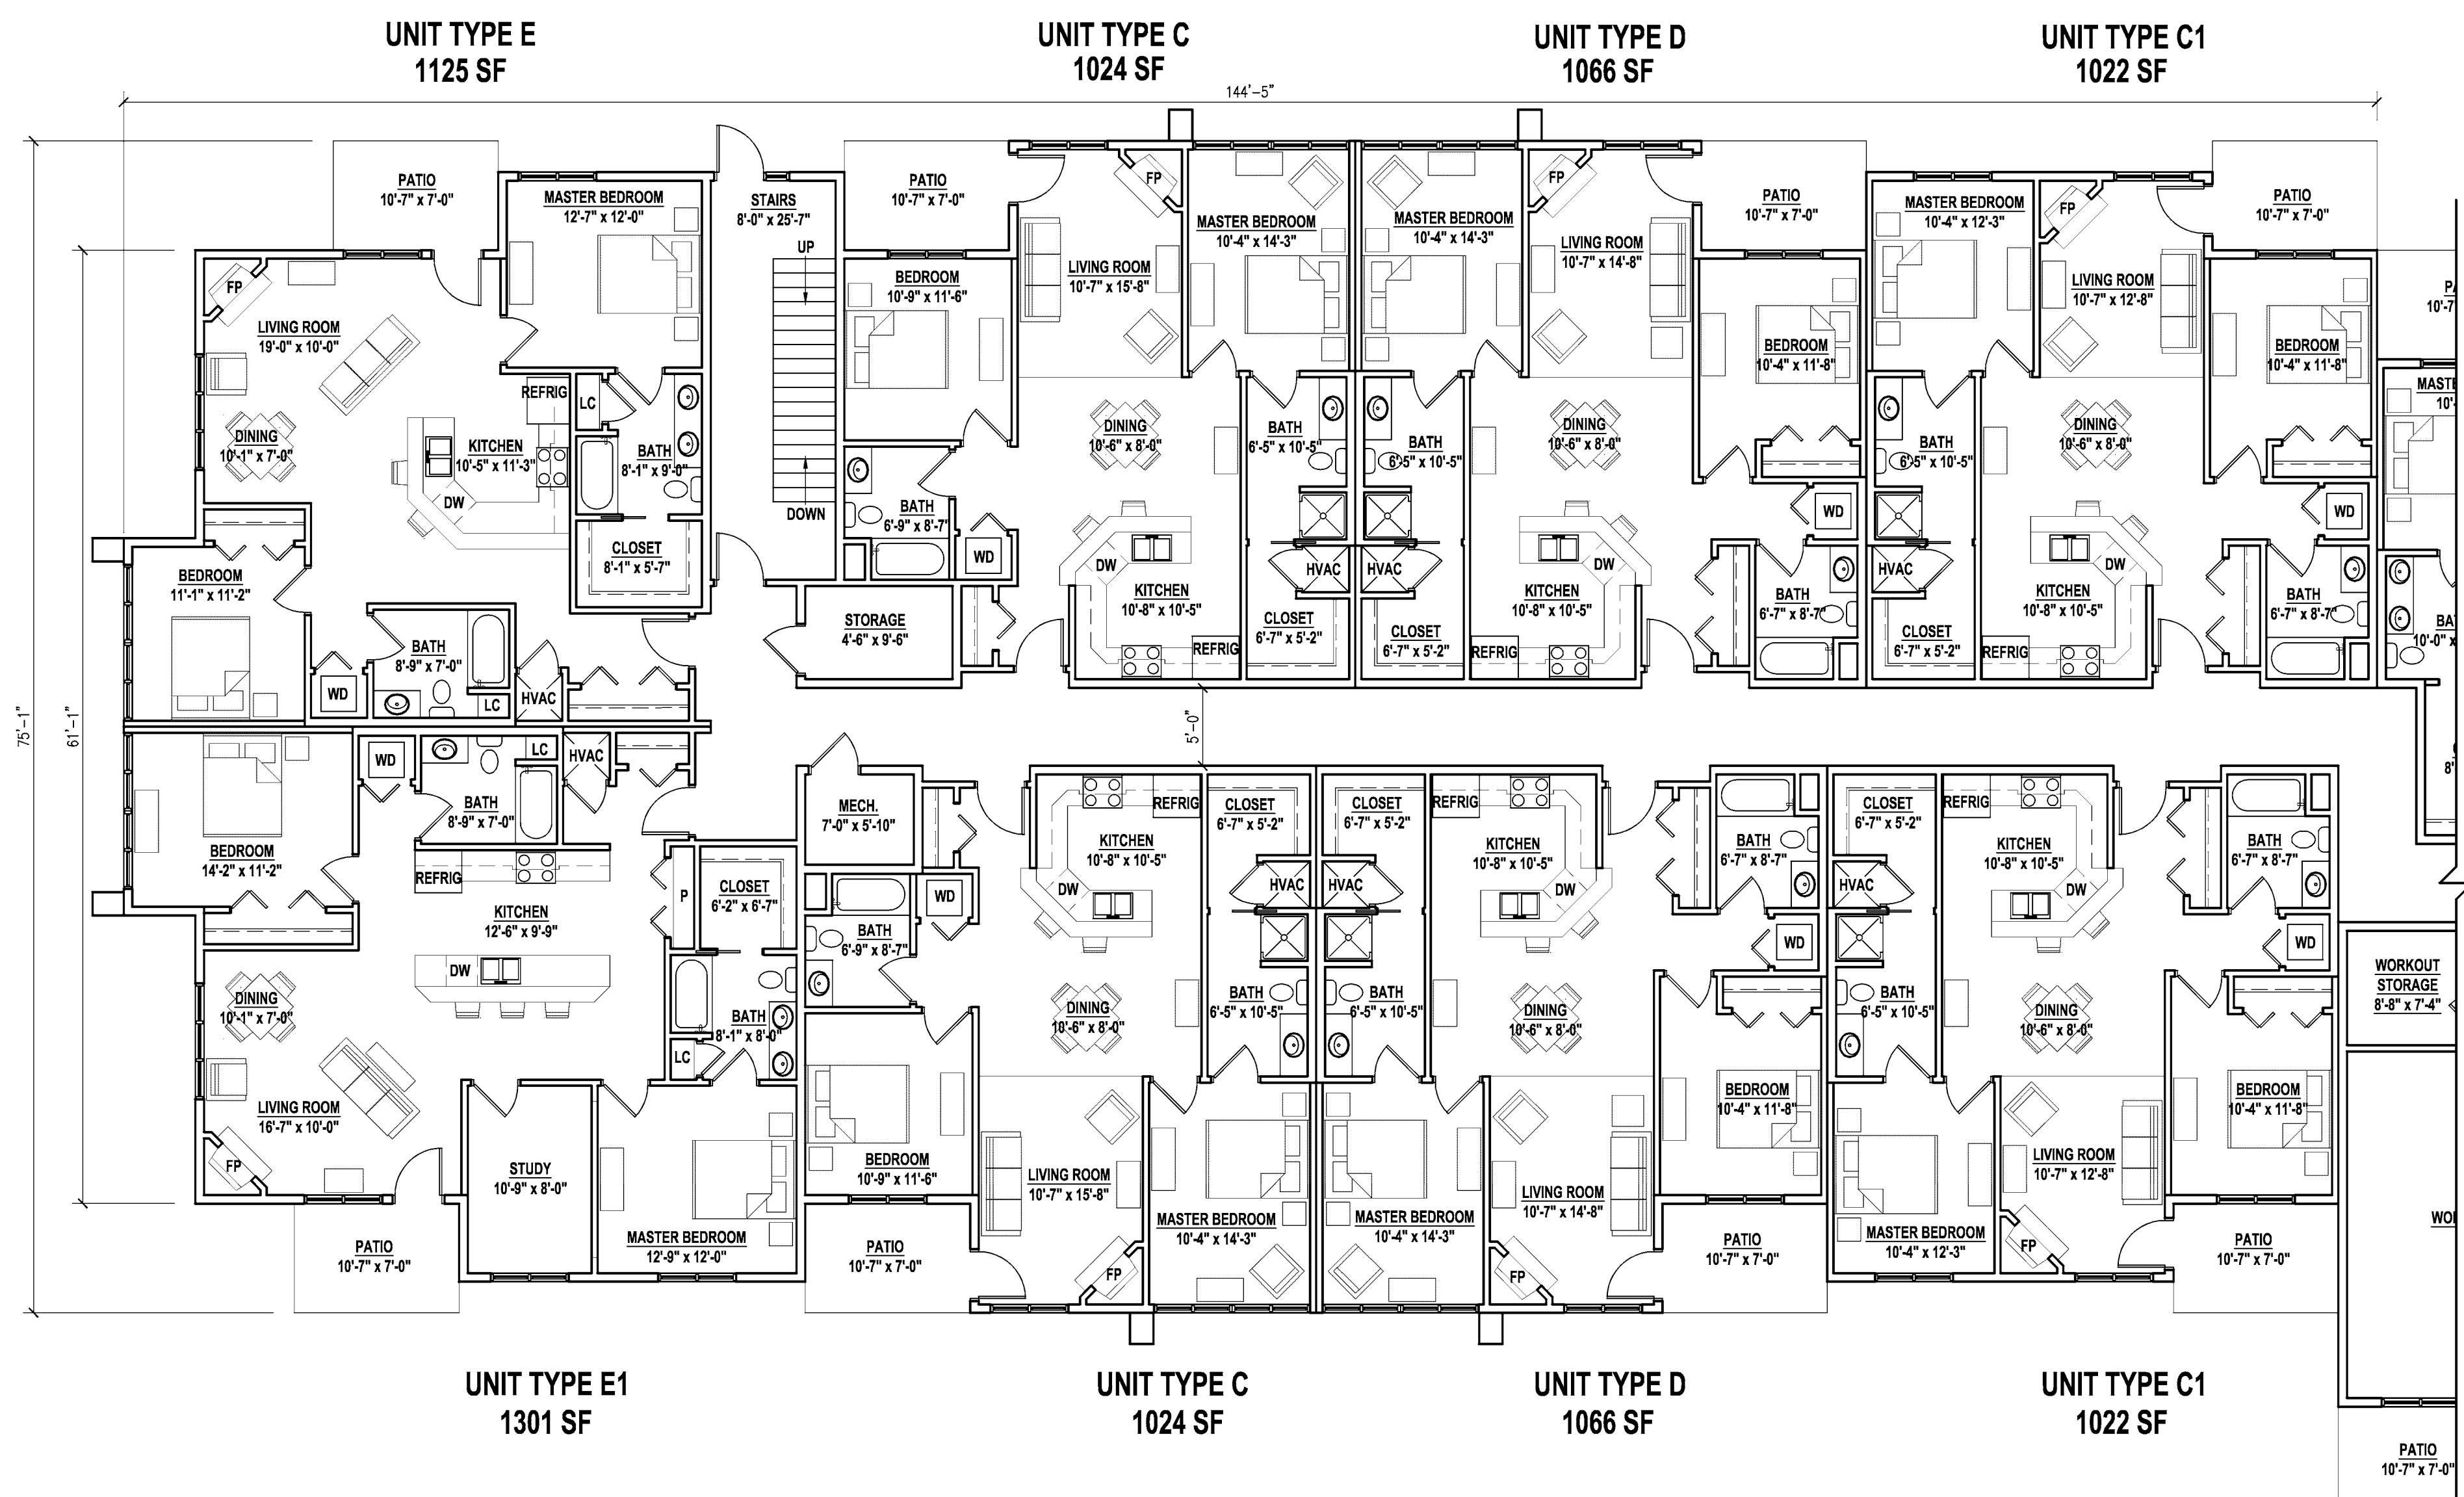 UNIT TYPE E
1125 SF
UNIT TYPE C
1024 SF
UNIT TYPE D
1066 SF
UNIT TYPE C1
1022 SF
144'-5"
75'-1"
61'-1"
5'-0"
PATIO
10'-7" x 7'-0"
MASTER BEDROOM
12'-7" x 12'-0"
STAIRS
8'-0" x 25'-7"
UP
DOWN
FP
LIVING ROOM
19'-0" x 10'-0"
DINING
10'-1" x 7'-0"
KITCHEN
10'-5" x 11'-3"
REFRIG
DW
LC
BATH
8'-1" x 9'-0"
CLOSET
8'-1" x 5'-7"
BEDROOM
11'-1" x 11'-2"
WD
BATH
8'-9" x 7'-0"
LC
HVAC
STORAGE
4'-6" x 9'-6"
PATIO
10'-7" x 7'-0"
FP
MASTER BEDROOM
10'-4" x 14'-3"
LIVING ROOM
10'-7" x 15'-8"
BEDROOM
10'-9" x 11'-6"
DINING
10'-6" x 8'-0"
BATH
6'-5" x 10'-5"
BATH
6'-9" x 8'-7"
WD
DW
KITCHEN
10'-8" x 10'-5"
REFRIG
HVAC
CLOSET
6'-7" x 5'-2"
MASTER BEDROOM
10'-4" x 14'-3"
FP
LIVING ROOM
10'-7" x 14'-8"
PATIO
10'-7" x 7'-0"
BEDROOM
10'-4" x 11'-8"
BATH
6'-5" x 10'-5"
DINING
10'-6" x 8'-0"
WD
HVAC
DW
KITCHEN
10'-8" x 10'-5"
BATH
6'-7" x 8'-7"
CLOSET
6'-7" x 5'-2"
REFRIG
MASTER BEDROOM
10'-4" x 12'-3"
FP
LIVING ROOM
10'-7" x 12'-8"
PATIO
10'-7" x 7'-0"
BEDROOM
10'-4" x 11'-8"
BATH
6'-5" x 10'-5"
DINING
10'-6" x 8'-0"
WD
HVAC
DW
KITCHEN
10'-8" x 10'-5"
BATH
6'-7" x 8'-7"
CLOSET
6'-7" x 5'-2"
REFRIG
BEDROOM
14'-2" x 11'-2"
WD
BATH
8'-9" x 7'-0"
LC
HVAC
REFRIG
KITCHEN
12'-6" x 9'-9"
DW
P
CLOSET
6'-2" x 6'-7"
BATH
8'-1" x 8'-0"
LC
DINING
10'-1" x 7'-0"
LIVING ROOM
16'-7" x 10'-0"
FP
STUDY
10'-9" x 8'-0"
MASTER BEDROOM
12'-9" x 12'-0"
PATIO
10'-7" x 7'-0"
MECH.
7'-0" x 5'-10"
REFRIG
CLOSET
6'-7" x 5'-2"
KITCHEN
10'-8" x 10'-5"
DW
WD
HVAC
BATH
6'-9" x 8'-7"
BATH
6'-5" x 10'-5"
DINING
10'-6" x 8'-0"
BEDROOM
10'-9" x 11'-6"
LIVING ROOM
10'-7" x 15'-8"
MASTER BEDROOM
10'-4" x 14'-3"
PATIO
10'-7" x 7'-0"
FP
CLOSET
6'-7" x 5'-2"
REFRIG
KITCHEN
10'-8" x 10'-5"
BATH
6'-7" x 8'-7"
HVAC
DW
WD
BATH
6'-5" x 10'-5"
DINING
10'-6" x 8'-0"
BEDROOM
10'-4" x 11'-8"
LIVING ROOM
10'-7" x 14'-8"
MASTER BEDROOM
10'-4" x 14'-3"
PATIO
10'-7" x 7'-0"
FP
CLOSET
6'-7" x 5'-2"
REFRIG
KITCHEN
10'-8" x 10'-5"
BATH
6'-7" x 8'-7"
HVAC
DW
WD
BATH
6'-5" x 10'-5"
DINING
10'-6" x 8'-0"
BEDROOM
10'-4" x 11'-8"
LIVING ROOM
10'-7" x 12'-8"
MASTER BEDROOM
10'-4" x 12'-3"
PATIO
10'-7" x 7'-0"
FP
WORKOUT
STORAGE
8'-8" x 7'-4"
PATIO
10'-7" x 7'-0"
UNIT TYPE E1
1301 SF
UNIT TYPE C
1024 SF
UNIT TYPE D
1066 SF
UNIT TYPE C1
1022 SF